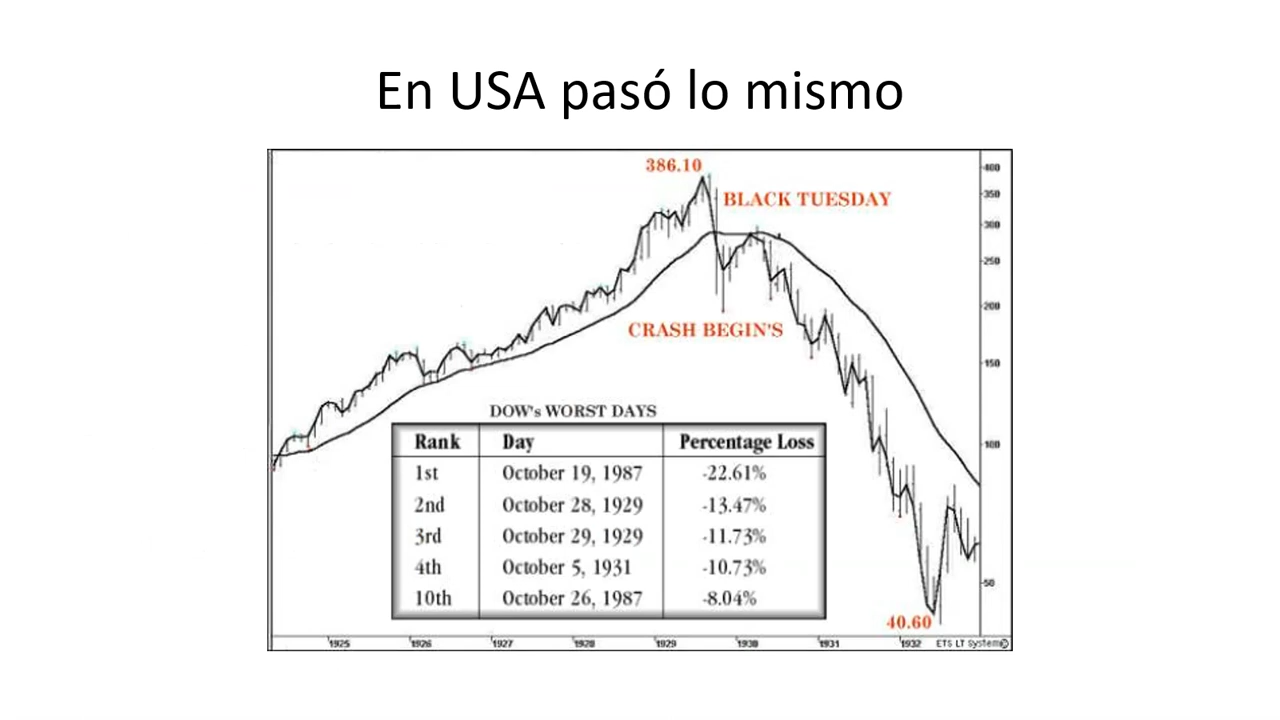 En USA pasó lo mismo
386.10
BLACK TUESDAY
CRASH BEGIN'S
400
350
300
250
200
150
100
50
DOW's WORST DAYS
Rank Day Percentage Loss
1st October 19, 1987 -22.61%
2nd October 28, 1929 -13.47%
3rd October 29, 1929 -11.73%
4th October 5, 1931 -10.73%
10th October 26, 1987 -8.04%
40.60
1925 1926 1927 1928 1929 1930 1931 1932 ETS LT System©